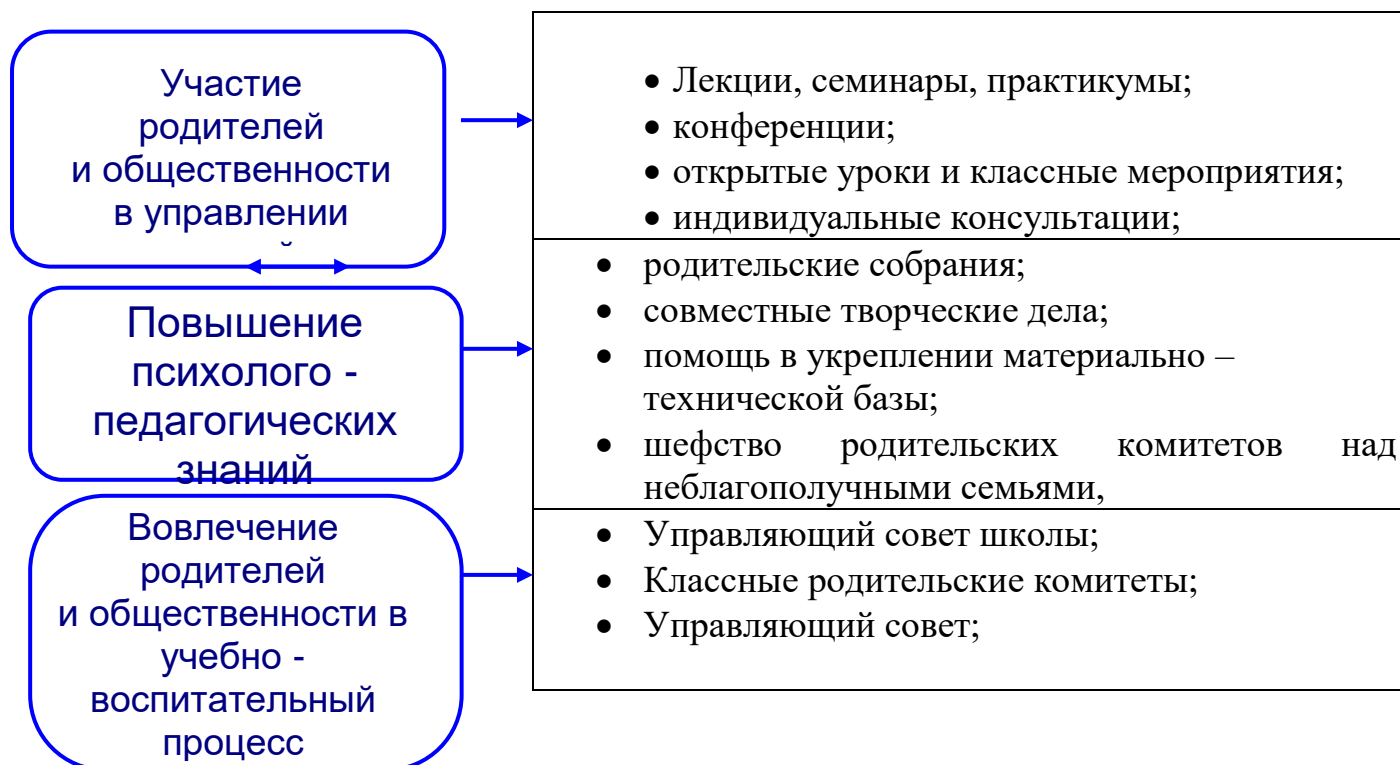 Участие
родителей
и общественности
в управлении
• Лекции, семинары, практикумы;
• конференции;
• открытые уроки и классные мероприятия;
• индивидуальные консультации;
Повышение
психолого -
педагогических
знаний
• родительские собрания;
• совместные творческие дела;
• помощь в укреплении материально –
технической базы;
• шефство родительских комитетов над
неблагополучными семьями,
Вовлечение
родителей
и общественности в
учебно -
воспитательный
процесс
• Управляющий совет школы;
• Классные родительские комитеты;
• Управляющий совет;